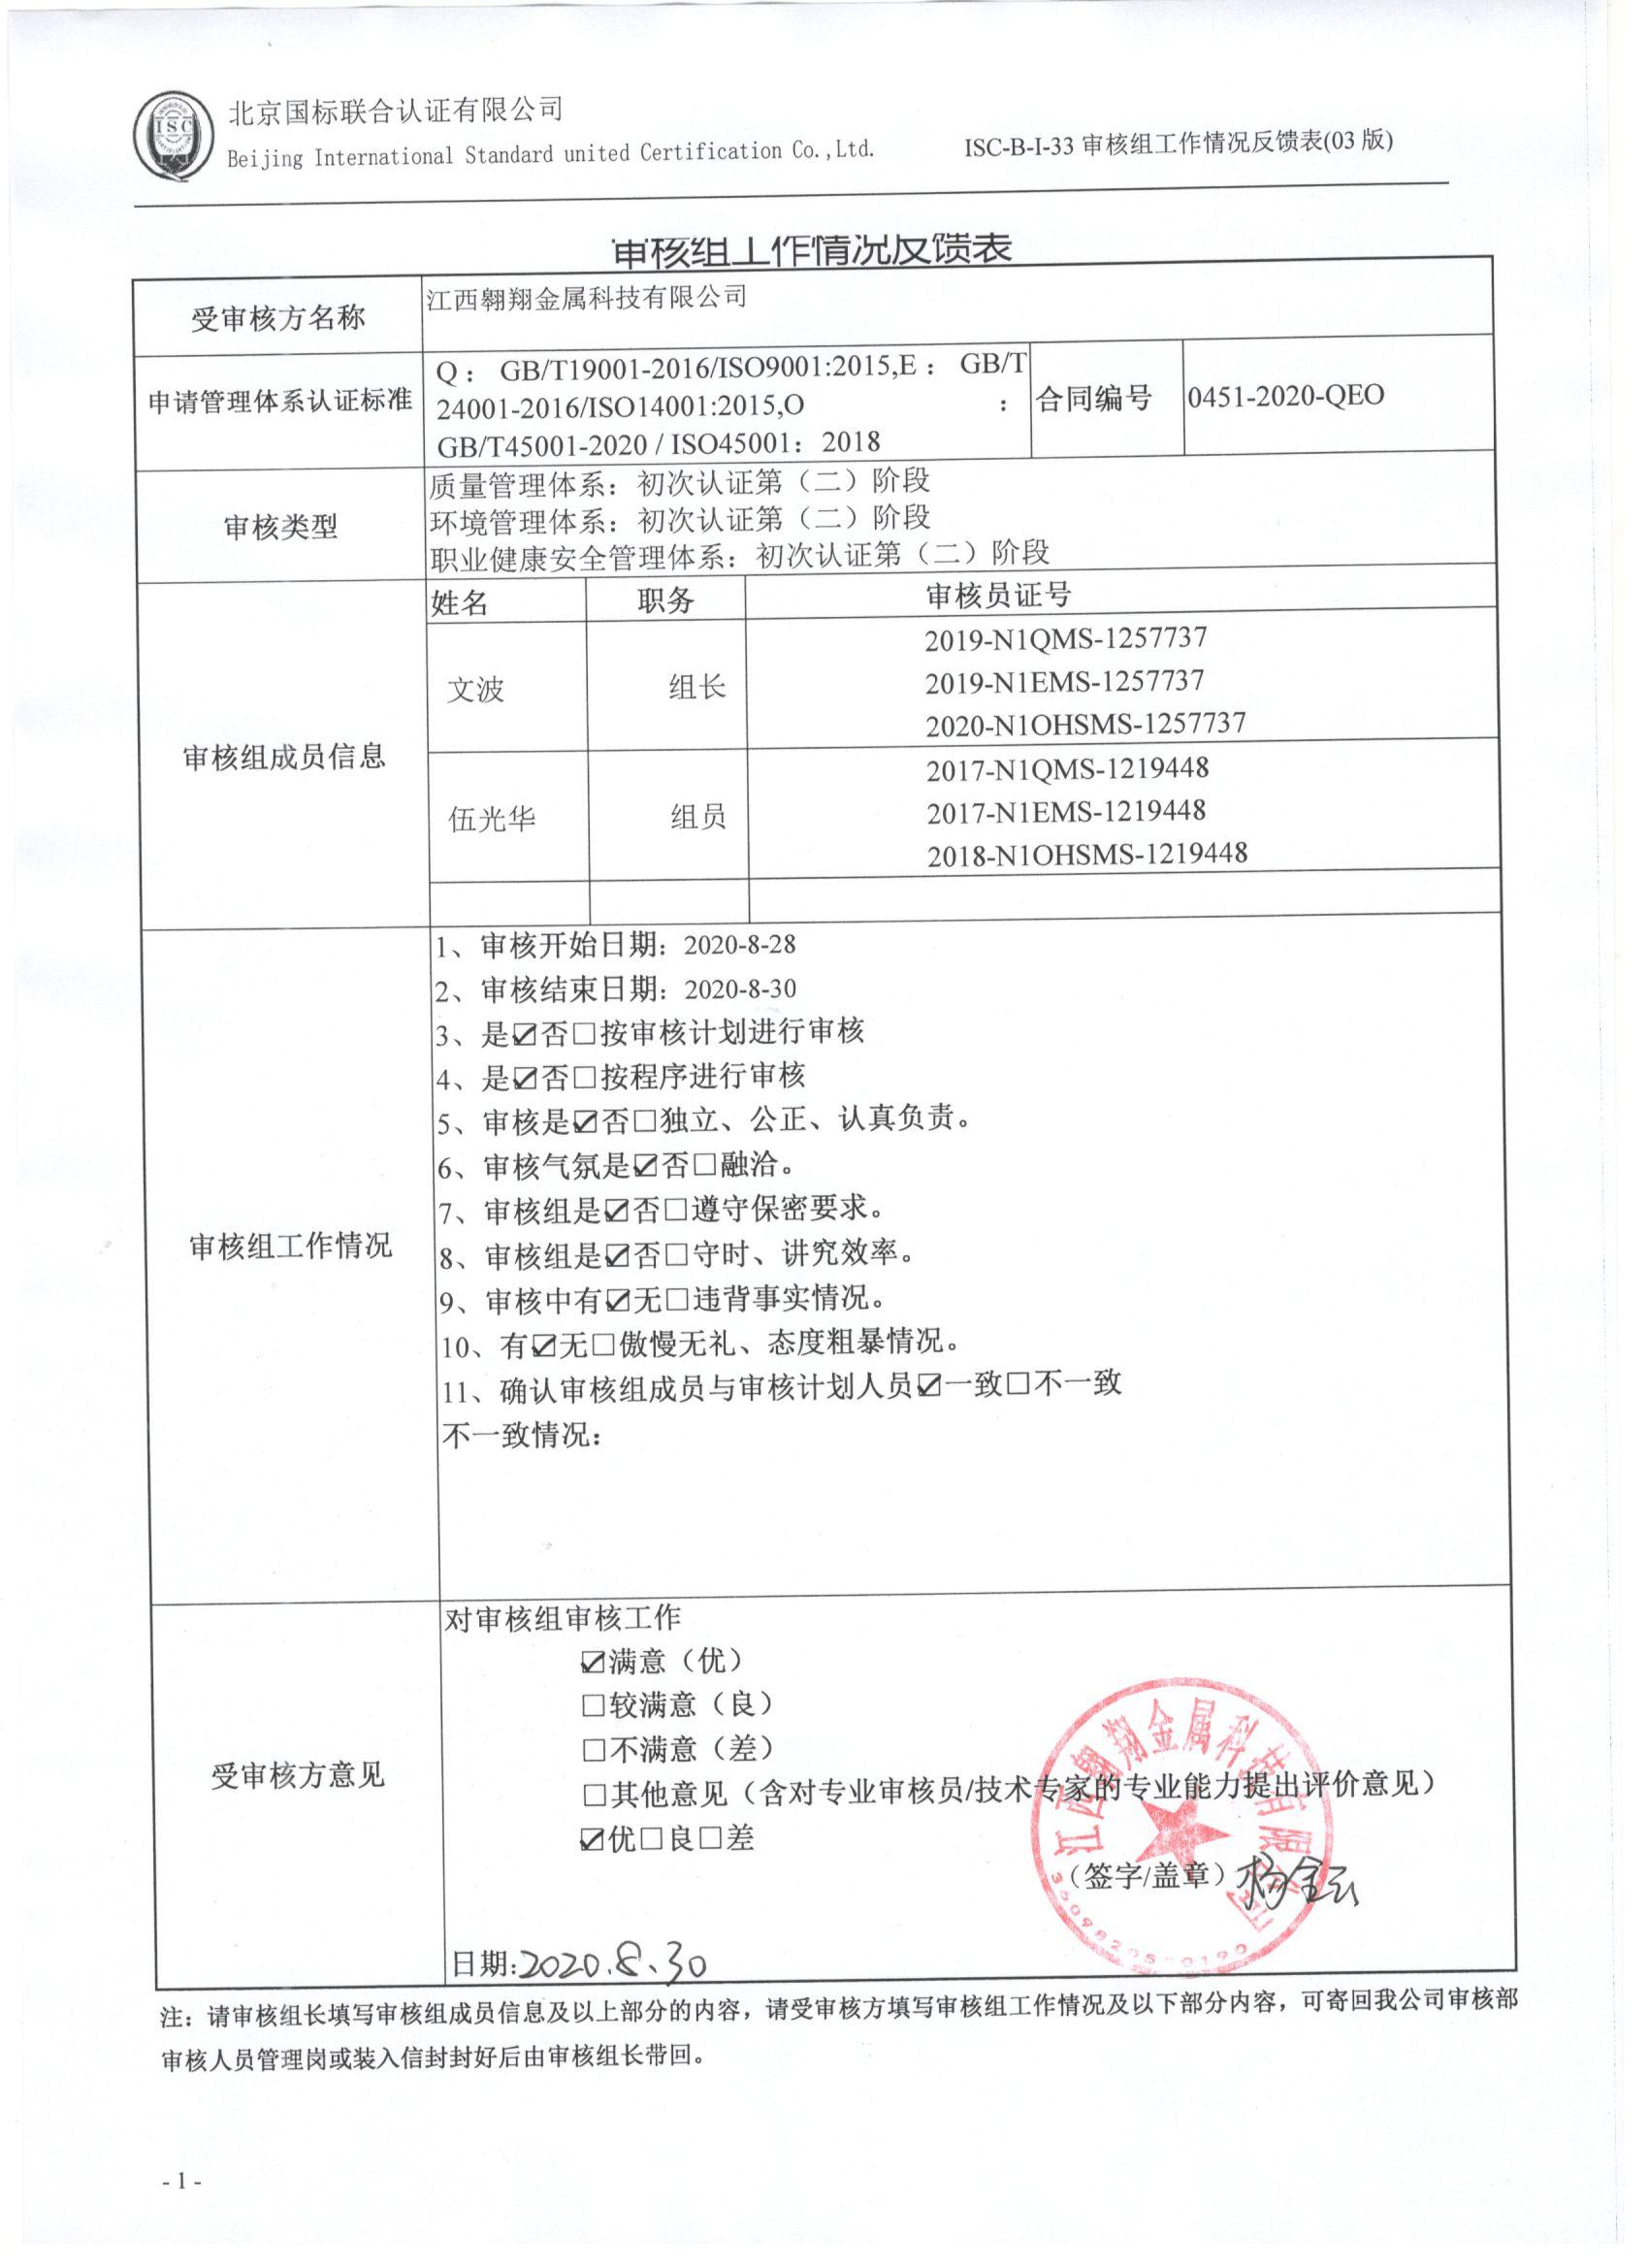 ISC
北京国标联合认证有限公司
Beijing International Standard united Certification Co.,Ltd.
ISC-B-I-33 审核组工作情况反馈表(03 版)
审核组工作情况反馈表
受审核方名称
江西翱翔金属科技有限公司
申请管理体系认证标准
Q: GB/T19001-2016/ISO9001:2015,E: GB/T
24001-2016/ISO14001:2015,O :
GB/T45001-2020 / ISO45001: 2018
合同编号
0451-2020-QEO
审核类型
质量管理体系：初次认证第（二）阶段
环境管理体系：初次认证第（二）阶段
职业健康安全管理体系：初次认证第（二）阶段
审核组成员信息
姓名 职务 审核员证号
文波 组长
2019-N1QMS-1257737
2019-N1EMS-1257737
2020-N1OHSMS-1257737
伍光华 组员
2017-N1QMS-1219448
2017-N1EMS-1219448
2018-N1OHSMS-1219448
审核组工作情况
1、审核开始日期：2020-8-28
2、审核结束日期：2020-8-30
3、是☑否□按审核计划进行审核
4、是☑否□按程序进行审核
5、审核是☑否□独立、公正、认真负责。
6、审核气氛是☑否□融洽。
7、审核组是☑否□遵守保密要求。
8、审核组是☑否□守时、讲究效率。
9、审核中有☑无□违背事实情况。
10、有☑无□傲慢无礼、态度粗暴情况。
11、确认审核组成员与审核计划人员☑一致□不一致
不一致情况：
受审核方意见
对审核组审核工作
☑满意（优）
□较满意（良）
□不满意（差）
□其他意见（含对专业审核员/技术专家的专业能力提出评价意见）
☑优□良□差
（签字/盖章）
江西翱翔金属科技有限公司
日期:2020.8.30
注：请审核组长填写审核组成员信息及以上部分的内容，请受审核方填写审核组工作情况及以下部分内容，可寄回我公司审核部
审核人员管理岗或装入信封封好后由审核组长带回。
- 1 -